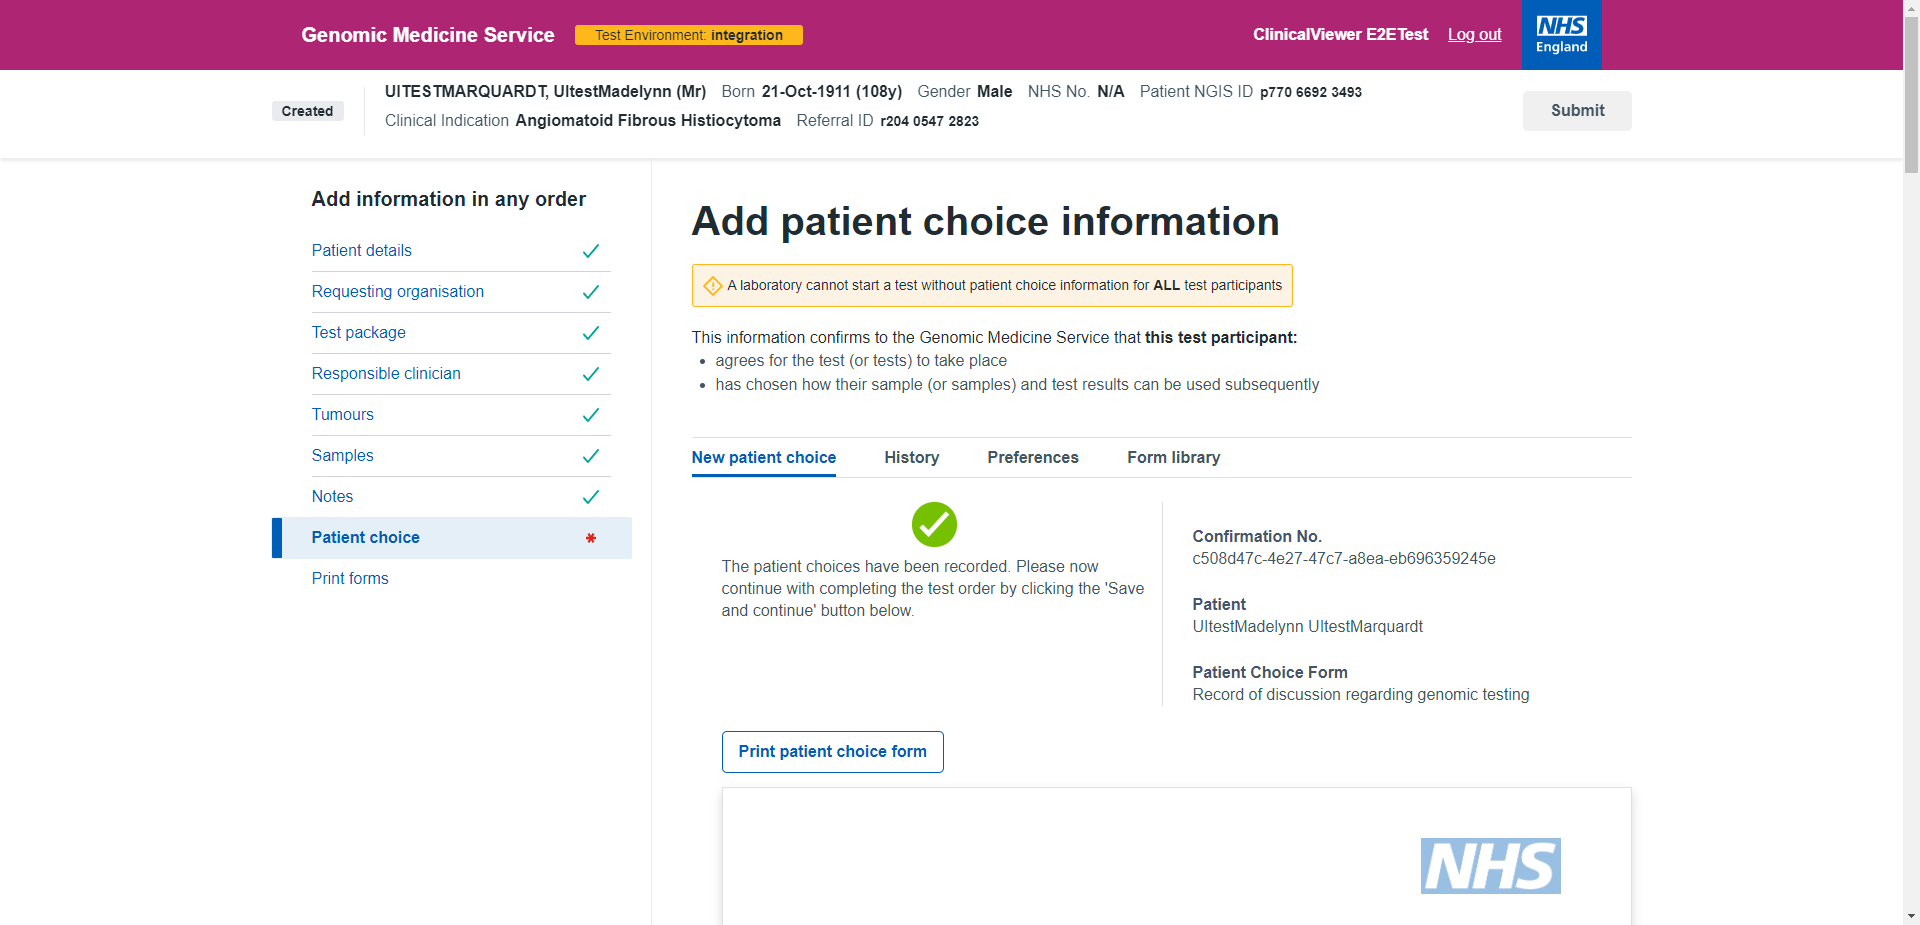 Genomic Medicine Service
Test Environment: integration
ClinicalViewer E2ETest
Log out
NHS
England
Created
UITESTMARQUARDT, UItestMadelynn (Mr) Born 21-Oct-1911 (108y) Gender Male NHS No. N/A Patient NGIS ID p770 6692 3493
Clinical Indication Angiomatoid Fibrous Histiocytoma Referral ID r204 0547 2823
Submit
Add information in any order
Patient details
Requesting organisation
Test package
Responsible clinician
Tumours
Samples
Notes
Patient choice *
Print forms
Add patient choice information
A laboratory cannot start a test without patient choice information for ALL test participants
This information confirms to the Genomic Medicine Service that this test participant:
• agrees for the test (or tests) to take place
• has chosen how their sample (or samples) and test results can be used subsequently
New patient choice History Preferences Form library
The patient choices have been recorded. Please now
continue with completing the test order by clicking the 'Save
and continue' button below.
Confirmation No.
c508d47c-4e27-47c7-a8ea-eb696359245e
Patient
UItestMadelynn UItestMarquardt
Patient Choice Form
Record of discussion regarding genomic testing
Print patient choice form
NHS